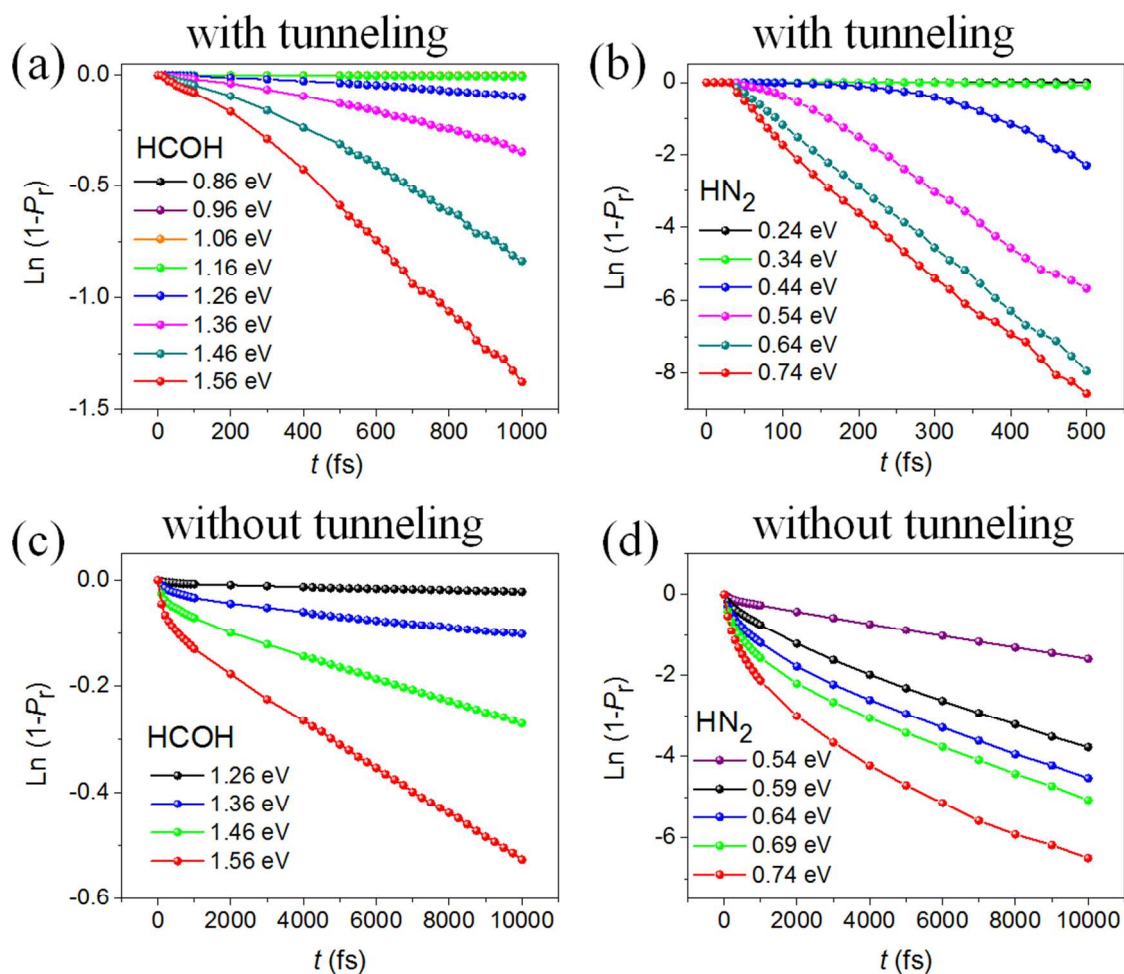 (a) with tunneling
Ln (1-Pr)
0.0
-0.5
-1.0
-1.5
HCOH
0.86 eV
0.96 eV
1.06 eV
1.16 eV
1.26 eV
1.36 eV
1.46 eV
1.56 eV
0 200 400 600 800 1000
t (fs)
(b) with tunneling
Ln (1-Pr)
0
-2
-4
-6
-8
HN2
0.24 eV
0.34 eV
0.44 eV
0.54 eV
0.64 eV
0.74 eV
0 100 200 300 400 500
t (fs)
(c) without tunneling
Ln (1-Pr)
0.0
-0.2
-0.4
-0.6
HCOH
1.26 eV
1.36 eV
1.46 eV
1.56 eV
0 2000 4000 6000 8000 10000
t (fs)
(d) without tunneling
Ln (1-Pr)
0
-2
-4
-6
HN2
0.54 eV
0.59 eV
0.64 eV
0.69 eV
0.74 eV
0 2000 4000 6000 8000 10000
t (fs)